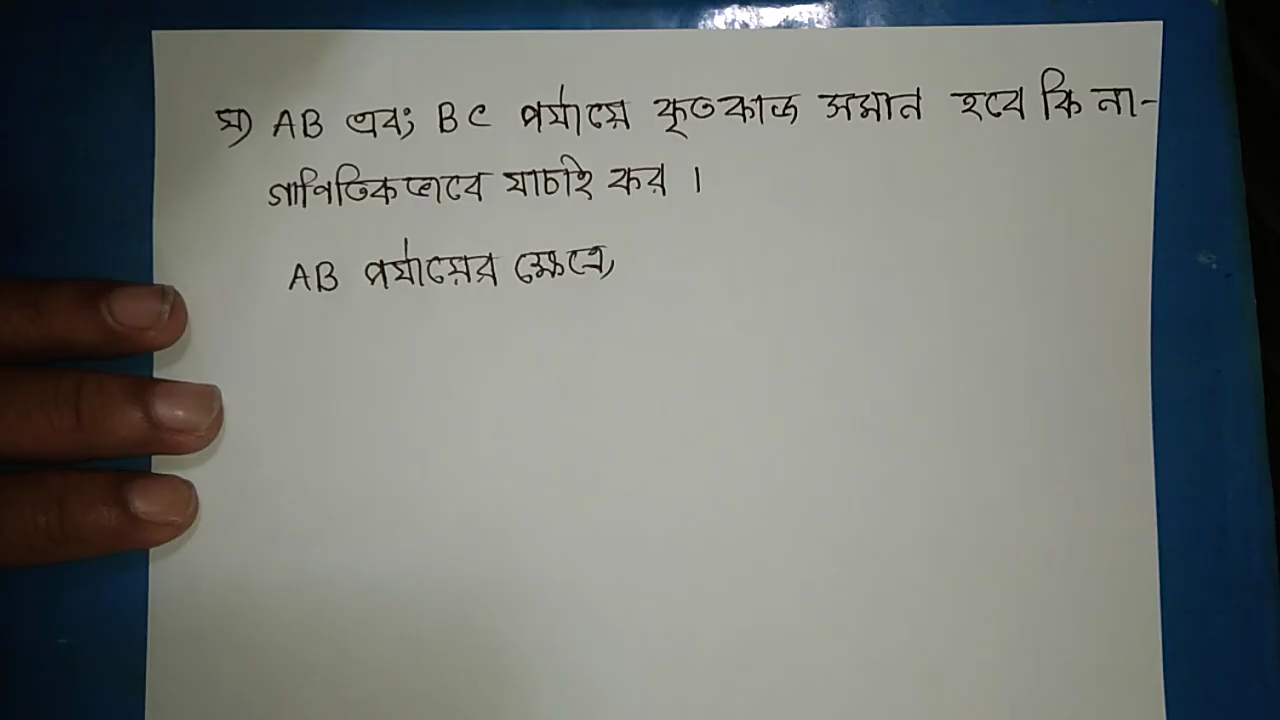 ঘ) AB এবং BC পর্যায়ে কৃতকাজ সমান হবে কি না-
গাণিতিকভাবে যাচাই কর ।
AB পর্যায়ের ক্ষেত্রে,